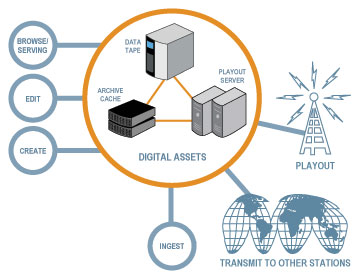 BROWSE/
SERVING
EDIT
CREATE
DATA
TAPE
PLAYOUT
SERVER
ARCHIVE
CACHE
DIGITAL ASSETS
INGEST
PLAYOUT
TRANSMIT TO OTHER STATIONS